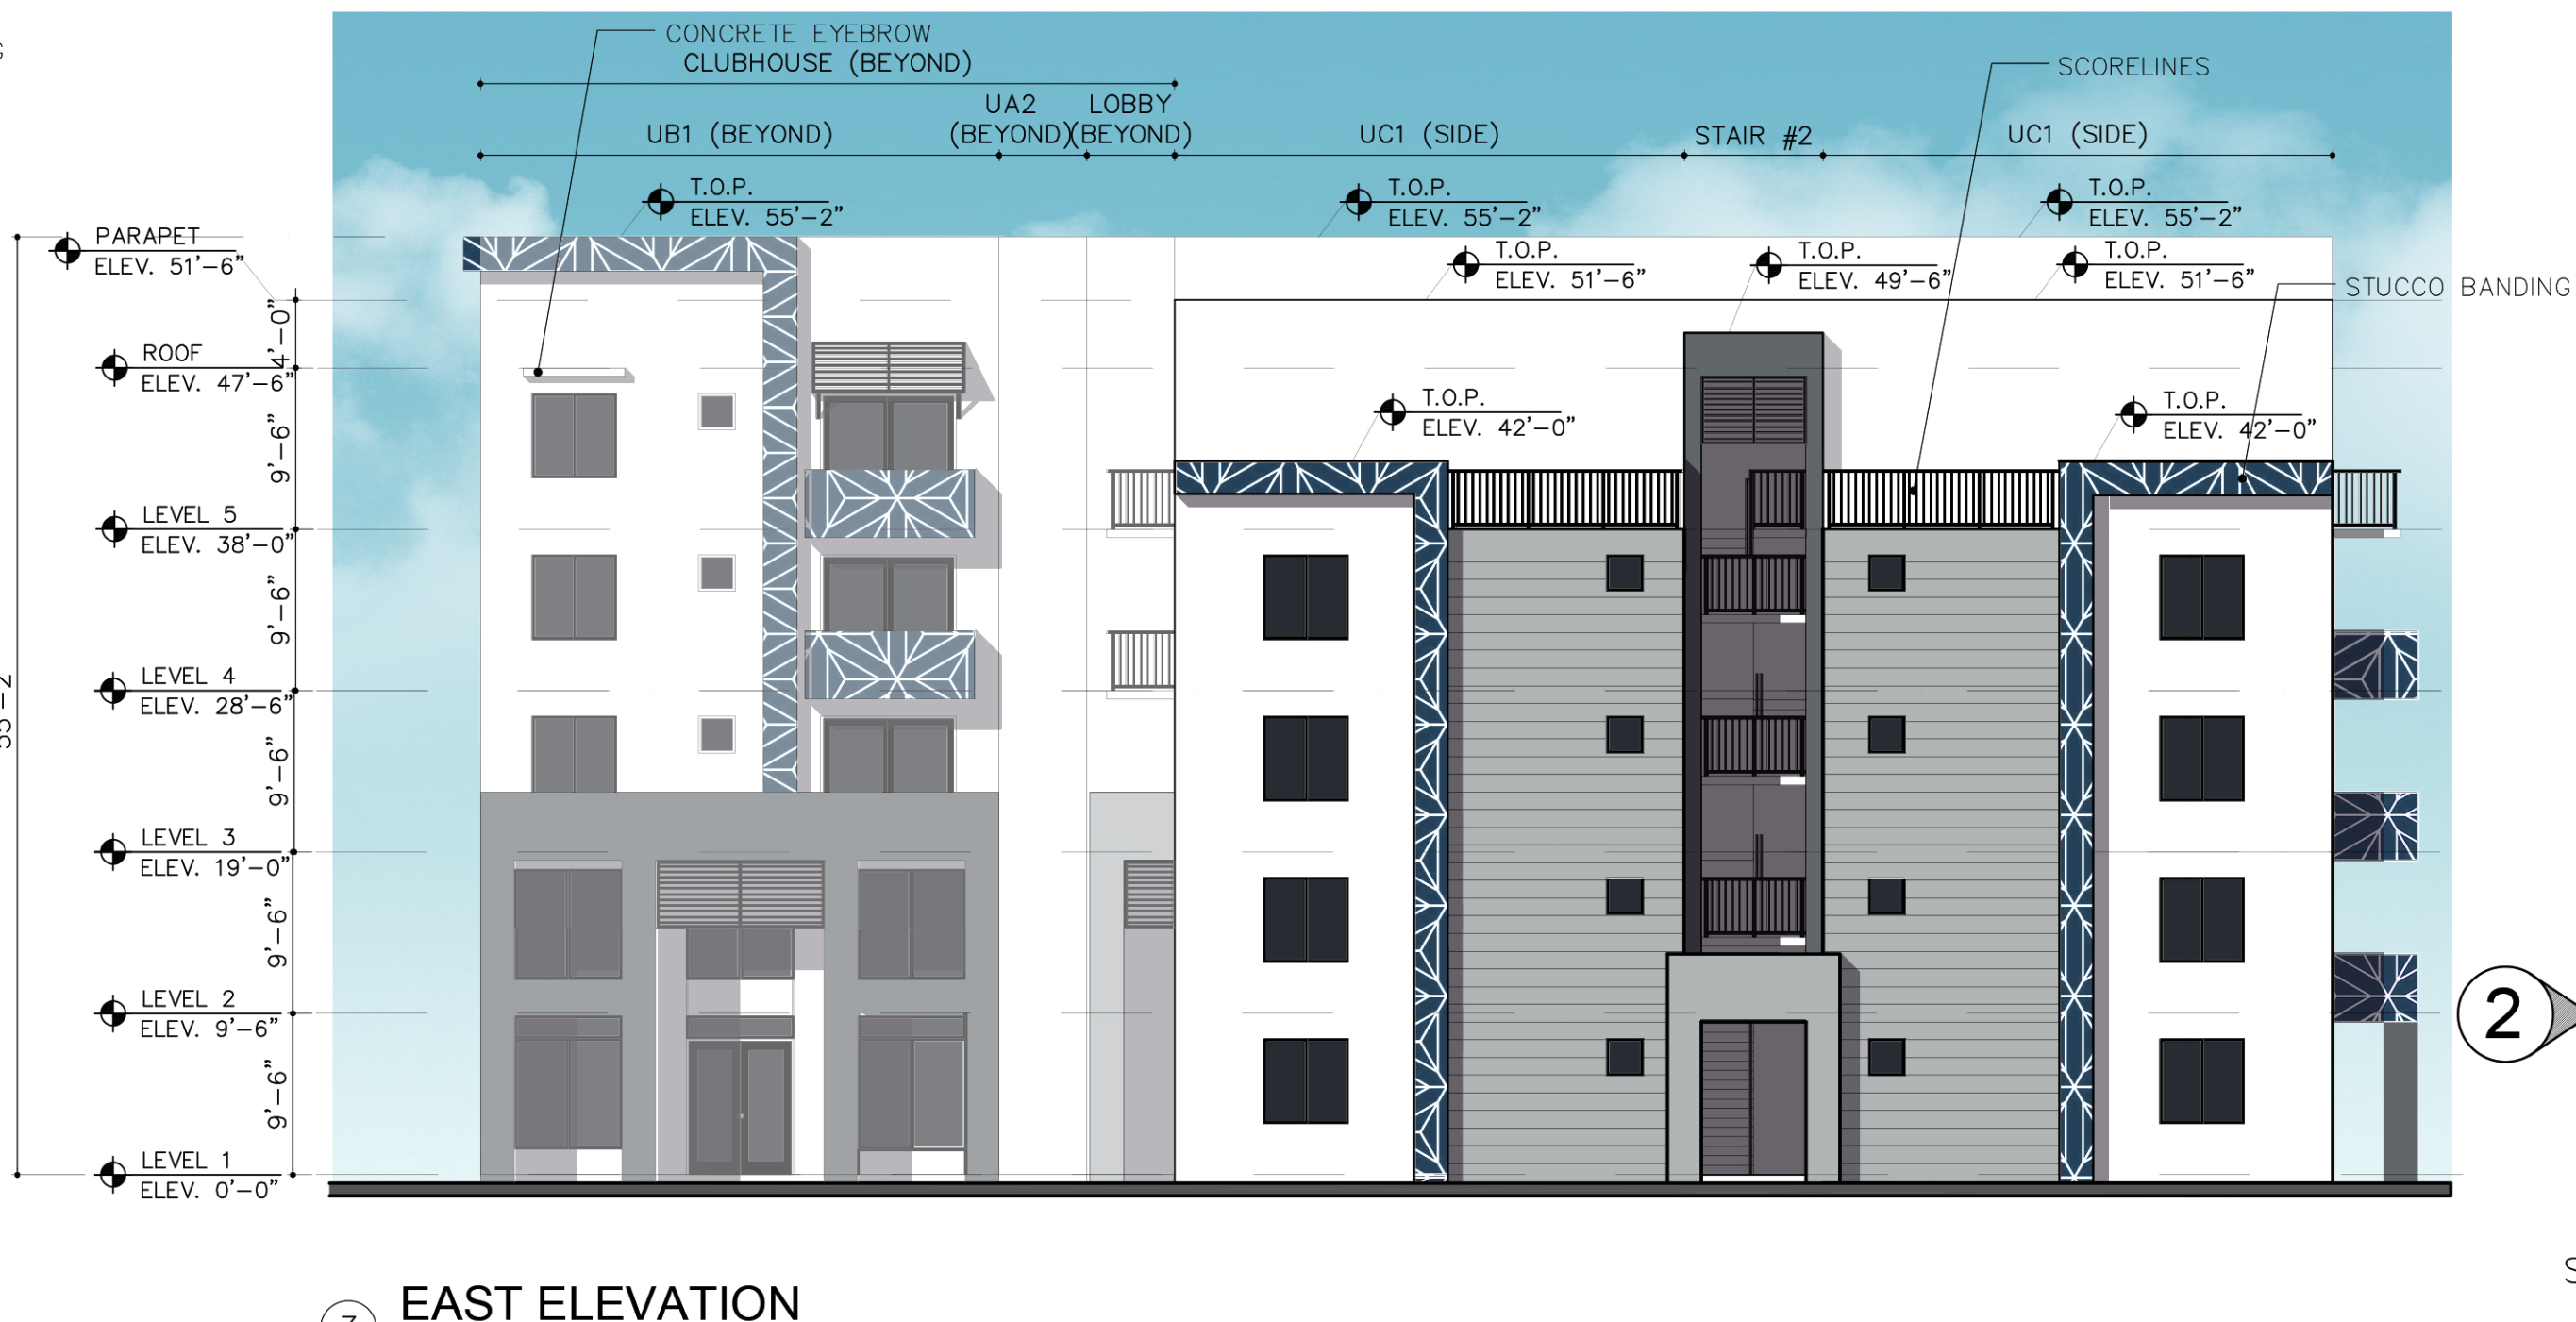 CONCRETE EYEBROW
CLUBHOUSE (BEYOND)
SCORELINES
UA2
(BEYOND)
LOBBY
(BEYOND)
UB1 (BEYOND)
UC1 (SIDE)
STAIR #2
UC1 (SIDE)
T.O.P.
ELEV. 55'-2"
T.O.P.
ELEV. 55'-2"
T.O.P.
ELEV. 55'-2"
PARAPET
ELEV. 51'-6"
T.O.P.
ELEV. 51'-6"
T.O.P.
ELEV. 49'-6"
T.O.P.
ELEV. 51'-6"
STUCCO BANDING
4'-0"
ROOF
ELEV. 47'-6"
T.O.P.
ELEV. 42'-0"
T.O.P.
ELEV. 42'-0"
9'-6"
LEVEL 5
ELEV. 38'-0"
9'-6"
LEVEL 4
ELEV. 28'-6"
55'-2
9'-6"
LEVEL 3
ELEV. 19'-0"
9'-6"
LEVEL 2
ELEV. 9'-6"
2
9'-6"
LEVEL 1
ELEV. 0'-0"
EAST ELEVATION